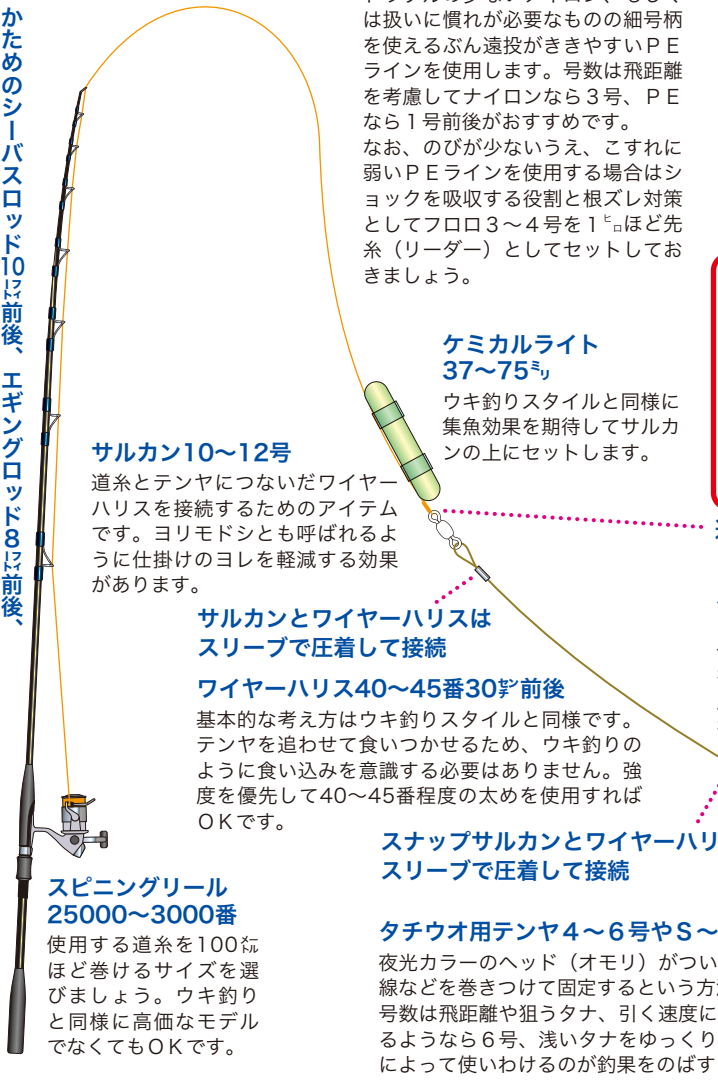 かためのシーバスロッド10フィート前後、エギングロッド8フィート前後、
は扱いに慣れが必要なものの細号柄
を使えるぶん遠投がききやすいＰＥ
ラインを使用します。号数は飛距離
を考慮してナイロンなら３号、ＰＥ
なら１号前後がおすすめです。
なお、のびが少ないうえ、こすれに
弱いＰＥラインを使用する場合はシ
ョックを吸収する役割と根ズレ対策
としてフロロ３〜４号を１ヒロほど先
糸（リーダー）としてセットしてお
きましょう。
ケミカルライト
37〜75ミリ
ウキ釣りスタイルと同様に
集魚効果を期待してサルカ
ンの上にセットします。
サルカン10〜12号
道糸とテンヤにつないだワイヤー
ハリスを接続するためのアイテム
です。ヨリモドシとも呼ばれるよ
うに仕掛けのヨレを軽減する効果
があります。
サルカンとワイヤーハリスは
スリーブで圧着して接続
ワイヤーハリス40〜45番30センチ前後
基本的な考え方はウキ釣りスタイルと同様です。
テンヤを追わせて食いつかせるため、ウキ釣りの
ように食い込みを意識する必要はありません。強
度を優先して40〜45番程度の太めを使用すれば
ＯＫです。
スナップサルカンとワイヤーハリ
スリーブで圧着して接続
スピニングリール
25000〜3000番
使用する道糸を100メートル
ほど巻けるサイズを選
びましょう。ウキ釣り
と同様に高価なモデル
でなくてもＯＫです。
タチウオ用テンヤ４〜６号やＳ〜
夜光カラーのヘッド（オモリ）がつい
線などを巻きつけて固定するという方
号数は飛距離や狙うタナ、引く速度に
るようなら６号、浅いタナをゆっくり
によって使いわけるのが釣果をのばす